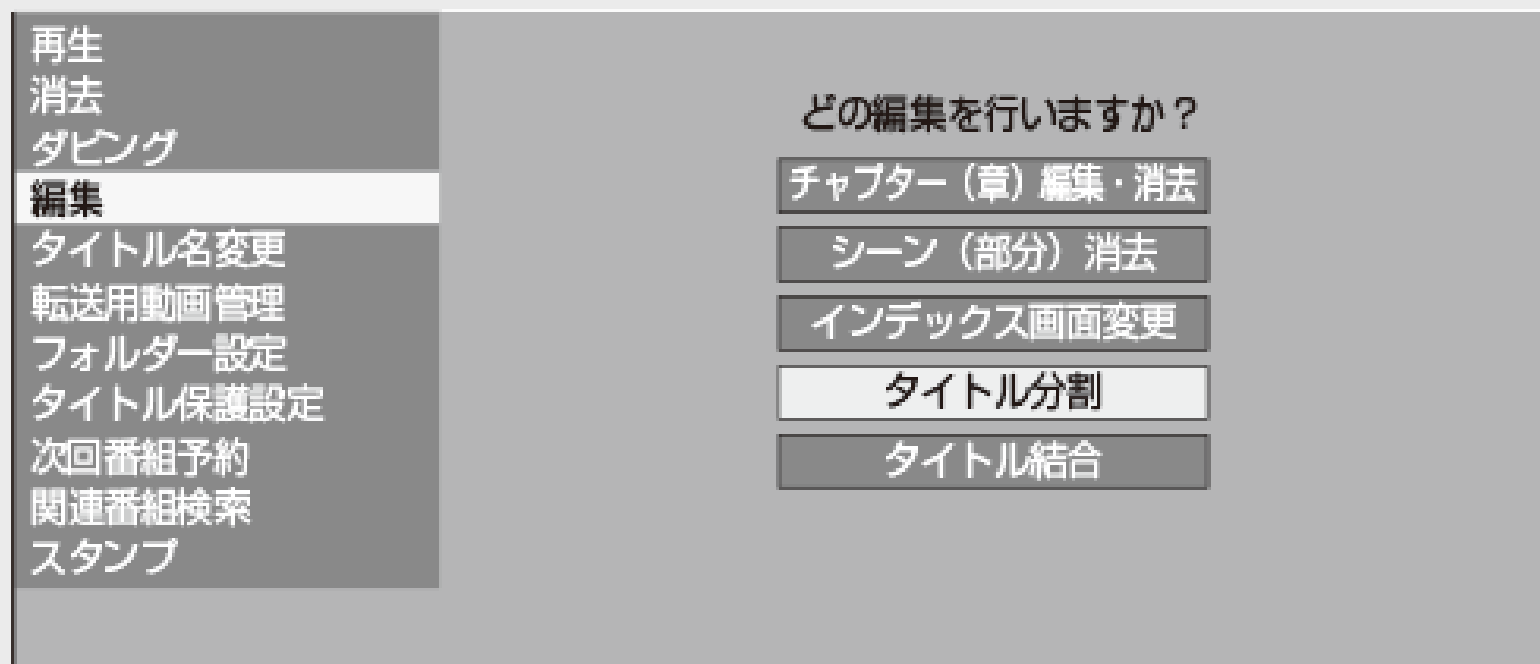 再生
消去
ダビング
編集
タイトル名変更
転送用動画管理
フォルダー設定
タイトル保護設定
次回番組予約
関連番組検索
スタンプ
どの編集を行いますか？
チャプター（章）編集・消去
シーン（部分）消去
インデックス画面変更
タイトル分割
タイトル結合